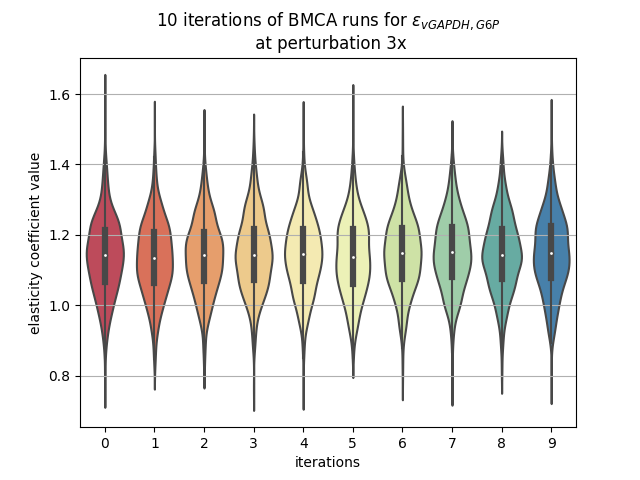 10 iterations of BMCA runs for ε_{vGAPDH, G6P}
at perturbation 3x
elasticity coefficient value
1.6
1.4
1.2
1.0
0.8
0 1 2 3 4 5 6 7 8 9
iterations